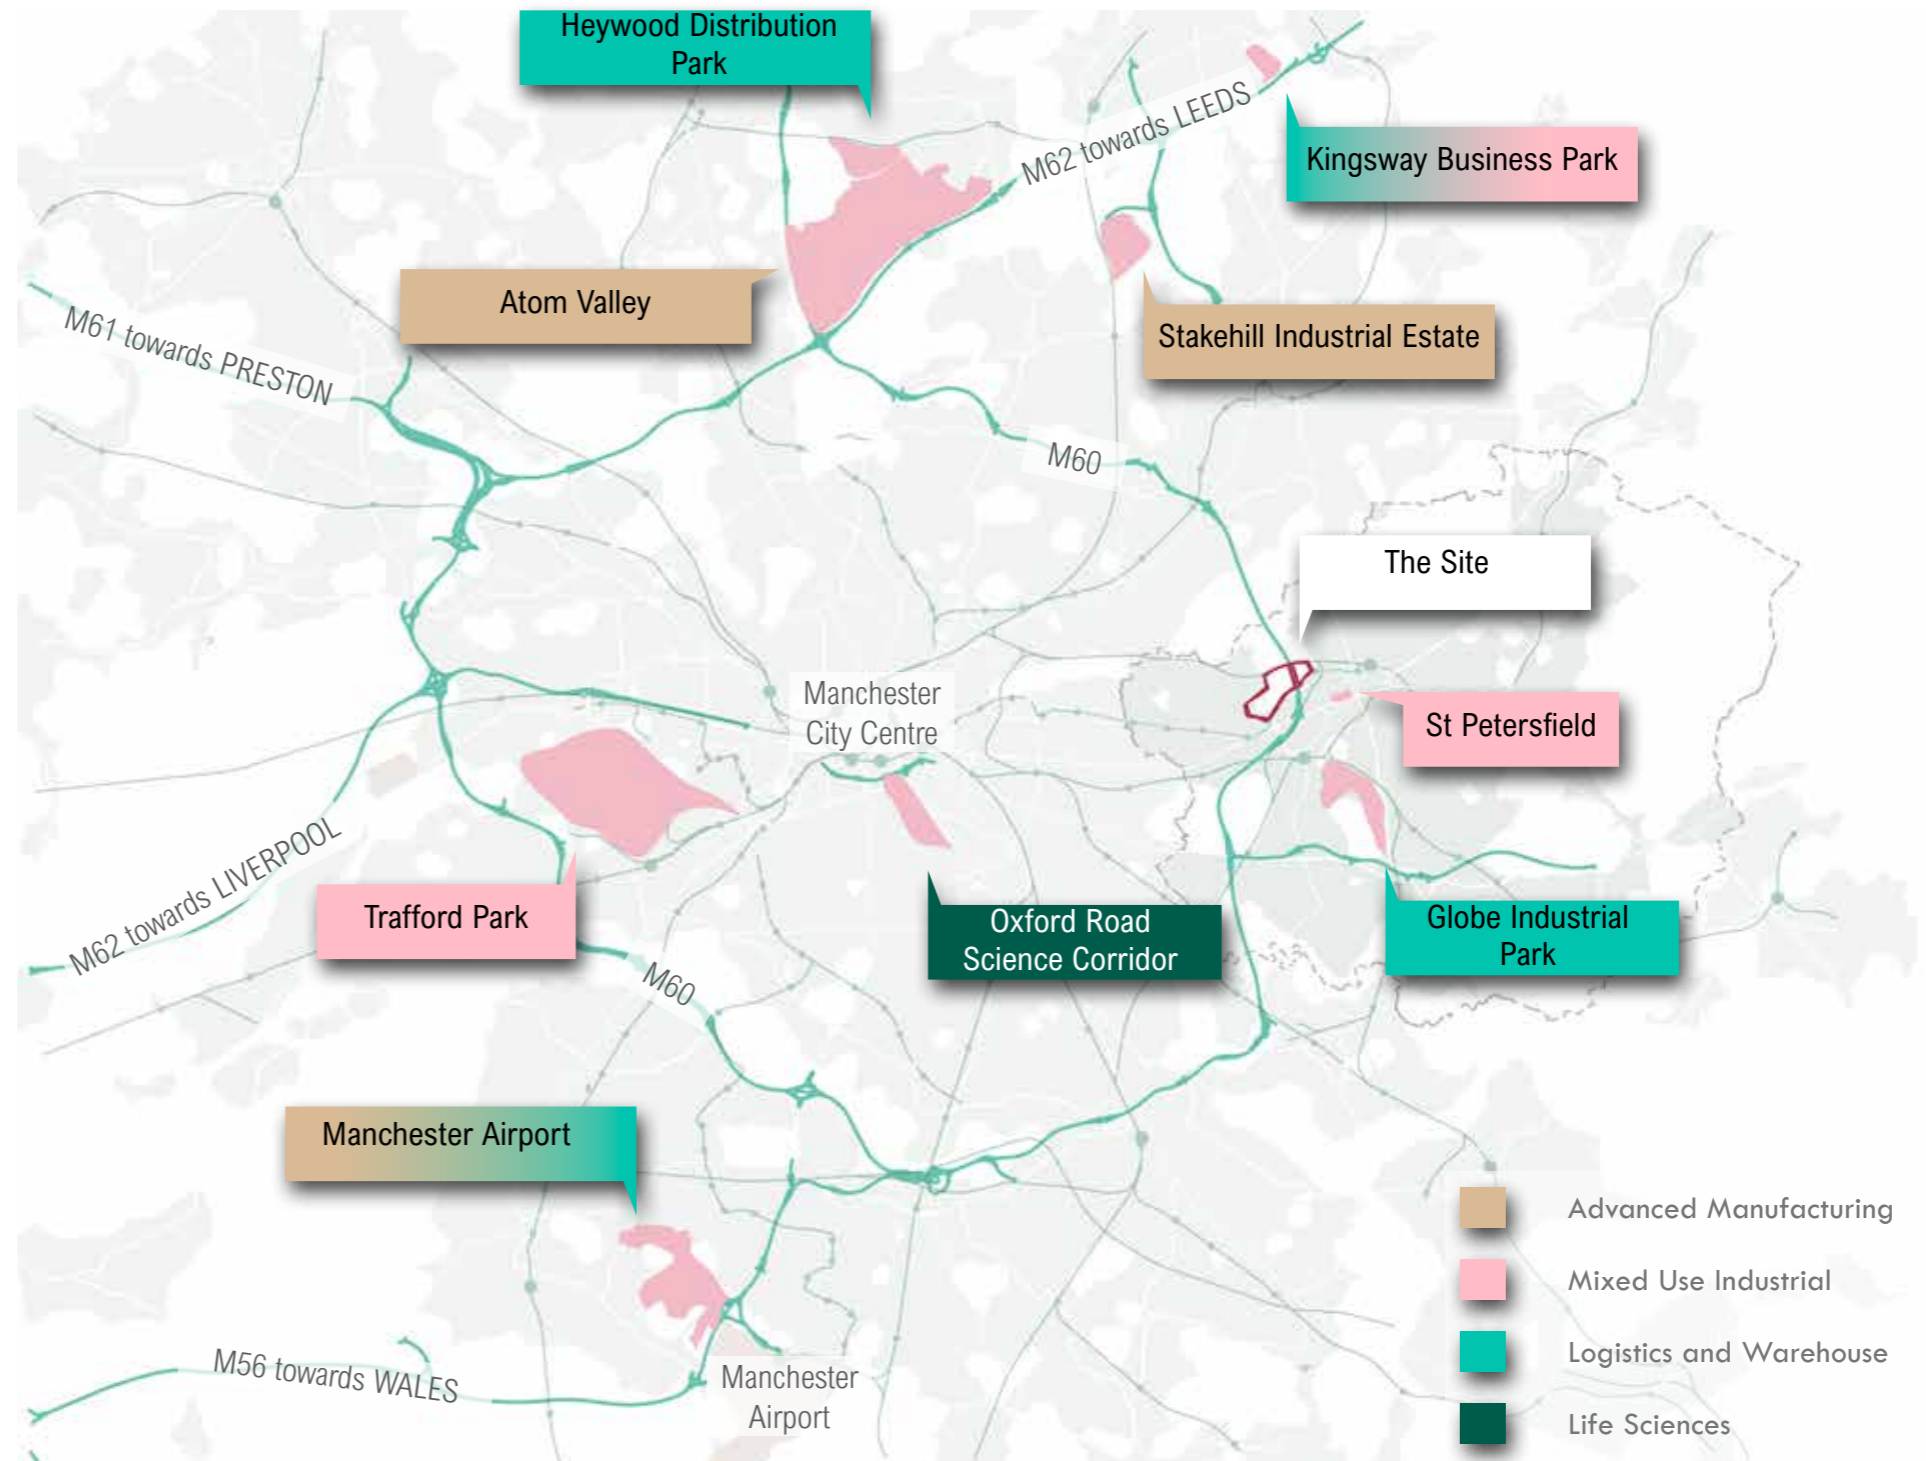 Heywood Distribution
Park
M62 towards LEEDS
Kingsway Business Park
Atom Valley
Stakehill Industrial Estate
M61 towards PRESTON
M60
The Site
Manchester
City Centre
St Petersfield
M62 towards LIVERPOOL
Trafford Park
Oxford Road
Science Corridor
Globe Industrial
Park
M60
Manchester Airport
M56 towards WALES
Manchester
Airport
Advanced Manufacturing
Mixed Use Industrial
Logistics and Warehouse
Life Sciences